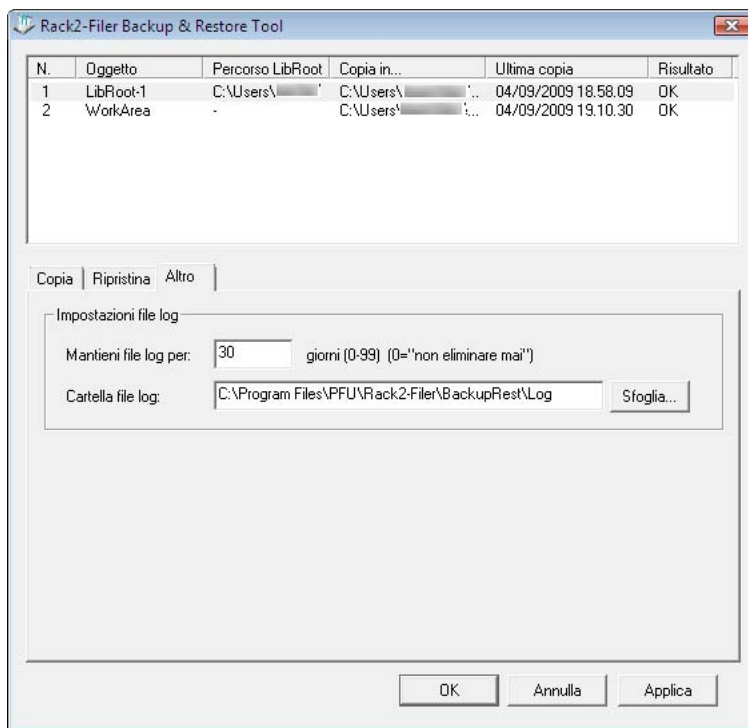 Rack2-Filer Backup & Restore Tool
N. Oggetto Percorso LibRoot Copia in... Ultima copia Risultato
1 LibRoot-1 C:\Users\ C:\Users\ 04/09/2009 18.58.09 OK
2 WorkArea - C:\Users\ 04/09/2009 19.10.30 OK
Copia Ripristina Altro
Impostazioni file log
Mantieni file log per: 30 giorni (0-99) (0="non eliminare mai")
Cartella file log: C:\Program Files\PFU\Rack2-Filer\BackupRest\Log Sfoglia...
OK Annulla Applica